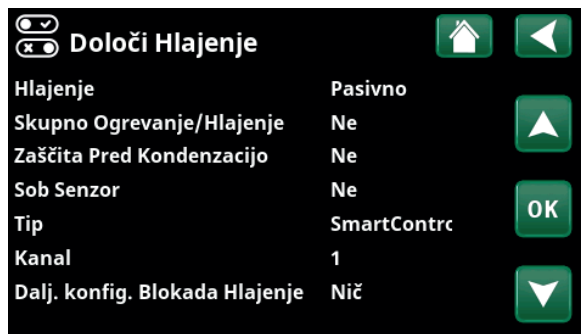 Določi Hlajenje
Hlajenje Pasivno
Skupno Ogrevanje/Hlajenje Ne
Zaščita Pred Kondenzacijo Ne
Sob Senzor Ne
Tip SmartContrc
Kanal 1
Dalj. konfig. Blokada Hlajenje Nič
OK